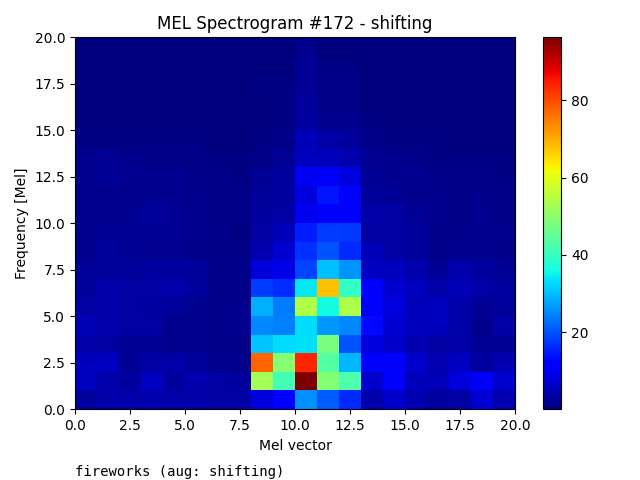 MEL Spectrogram #172 - shifting
20.0
17.5
15.0
12.5
10.0
7.5
5.0
2.5
0.0
Frequency [Mel]
0.0 2.5 5.0 7.5 10.0 12.5 15.0 17.5 20.0
Mel vector
80
60
40
20
fireworks (aug: shifting)